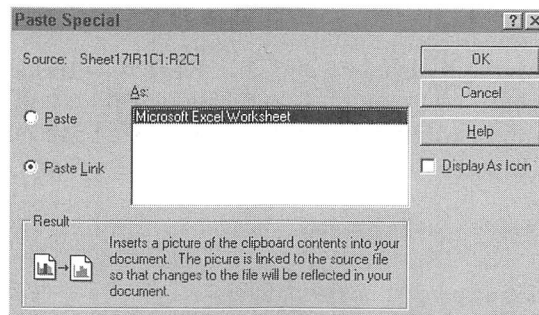 Paste Special
Source: Sheet17!R1C1:R2C1
OK
As:
Cancel
Paste
Microsoft Excel Worksheet
Help
Paste Link
Display As Icon
Result
Inserts a picture of the clipboard contents into your
document. The picure is linked to the source file
so that changes to the file will be reflected in your
document.